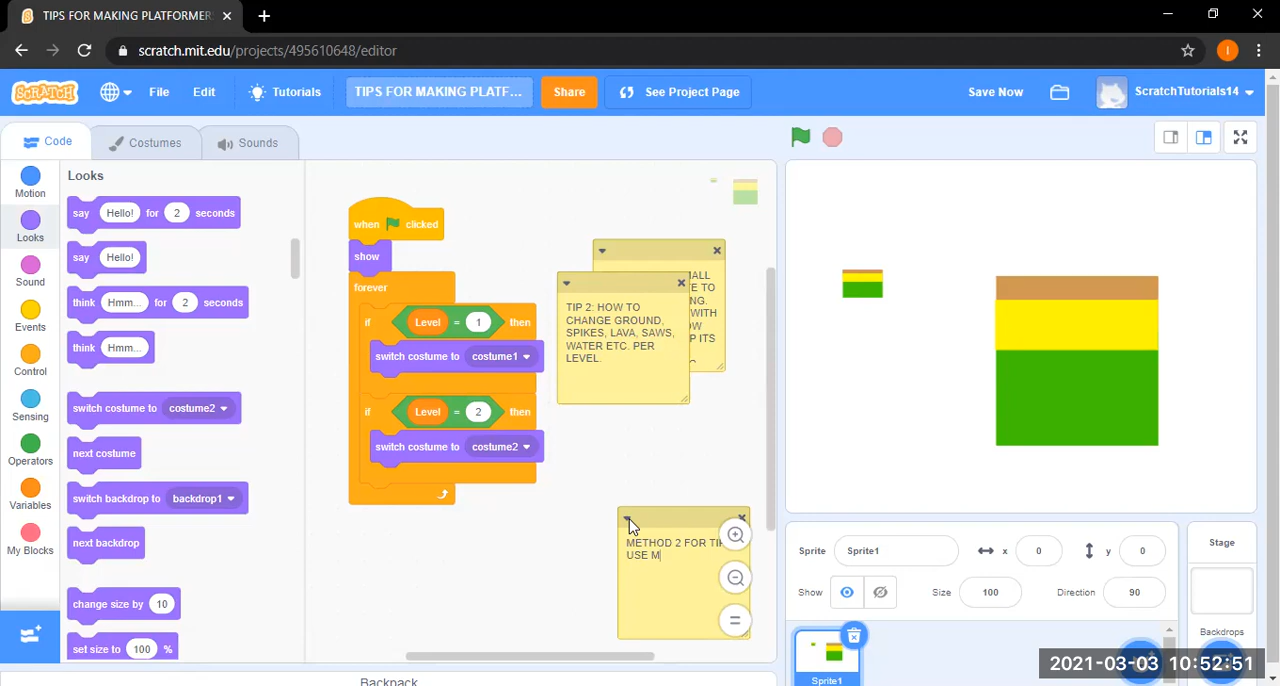 TIPS FOR MAKING PLATFORMER
scratch.mit.edu/projects/495610648/editor
I
SCRATCH
File
Edit
Tutorials
TIPS FOR MAKING PLATF...
Share
See Project Page
Save Now
ScratchTutorials14
Code
Costumes
Sounds
Motion
Looks
Sound
Events
Control
Sensing
Operators
Variables
My Blocks
Looks
say Hello! for 2 seconds
say Hello!
think Hmm... for 2 seconds
think Hmm...
switch costume to costume2
next costume
switch backdrop to backdrop1
next backdrop
change size by 10
set size to 100 %
when clicked
show
forever
if Level = 1 then
switch costume to costume1
if Level = 2 then
switch costume to costume2
TIP 2: HOW TO
CHANGE GROUND,
SPIKES, LAVA, SAWS,
WATER ETC. PER
LEVEL.
WITH
METHOD 2 FOR
USE M
Sprite
Sprite1
x
0
y
0
Show
Size
100
Direction
90
Sprite1
Stage
Backdrops
Backpack
2021-03-03 10:52:51